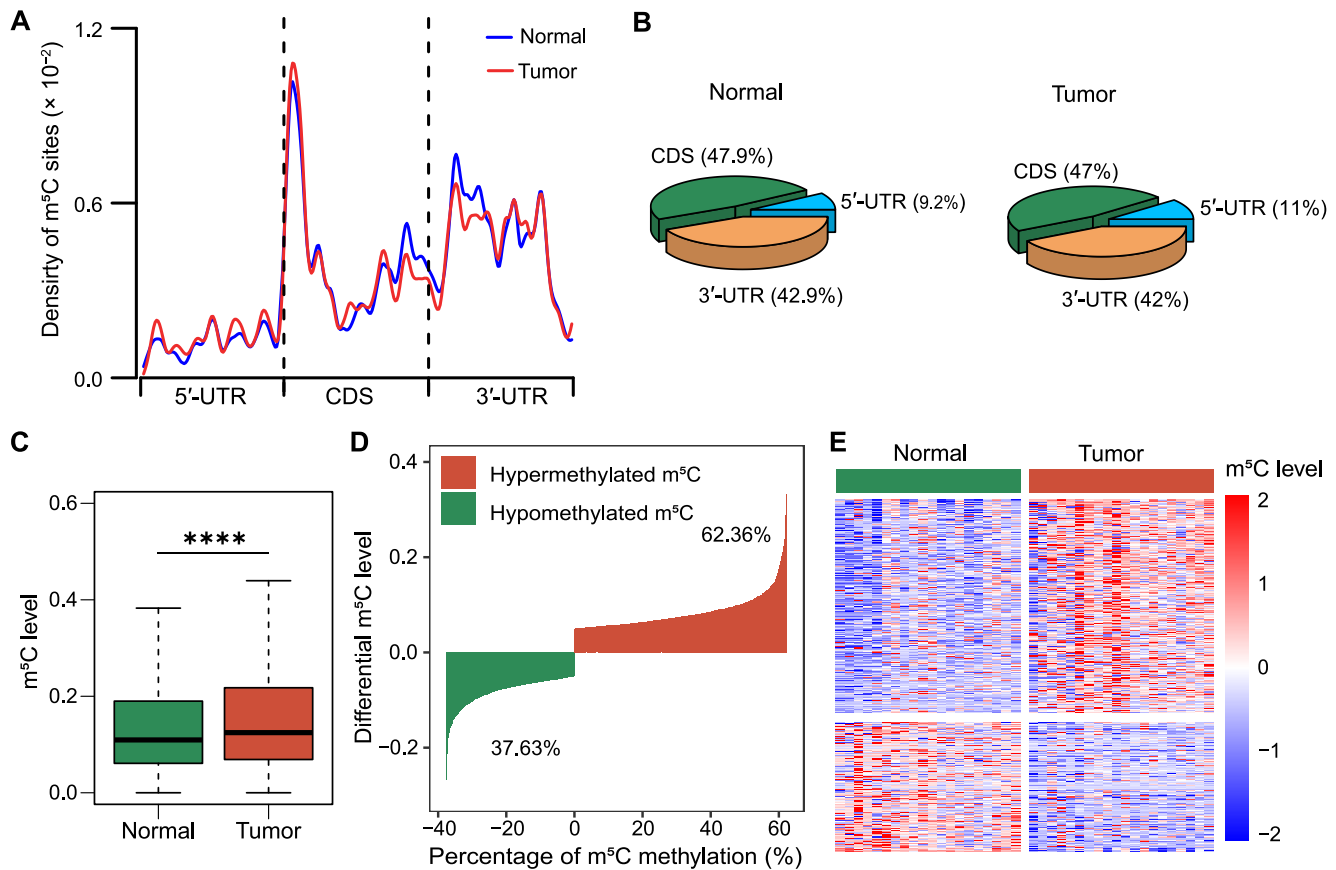 A
1.2
0.6
0.0
Densirty of m⁵C sites (× 10⁻²)
Normal
Tumor
5′-UTR
CDS
3′-UTR
B
Normal
CDS (47.9%)
5′-UTR (9.2%)
3′-UTR (42.9%)
Tumor
CDS (47%)
5′-UTR (11%)
3′-UTR (42%)
C
0.6
0.4
0.2
0.0
m⁵C level
****
Normal
Tumor
D
0.4
0.2
0.0
−0.2
Differential m⁵C level
Hypermethylated m⁵C
Hypomethylated m⁵C
62.36%
37.63%
−40
−20
0
20
40
60
Percentage of m⁵C methylation (%)
E
Normal
Tumor
m⁵C level
2
1
0
−1
−2